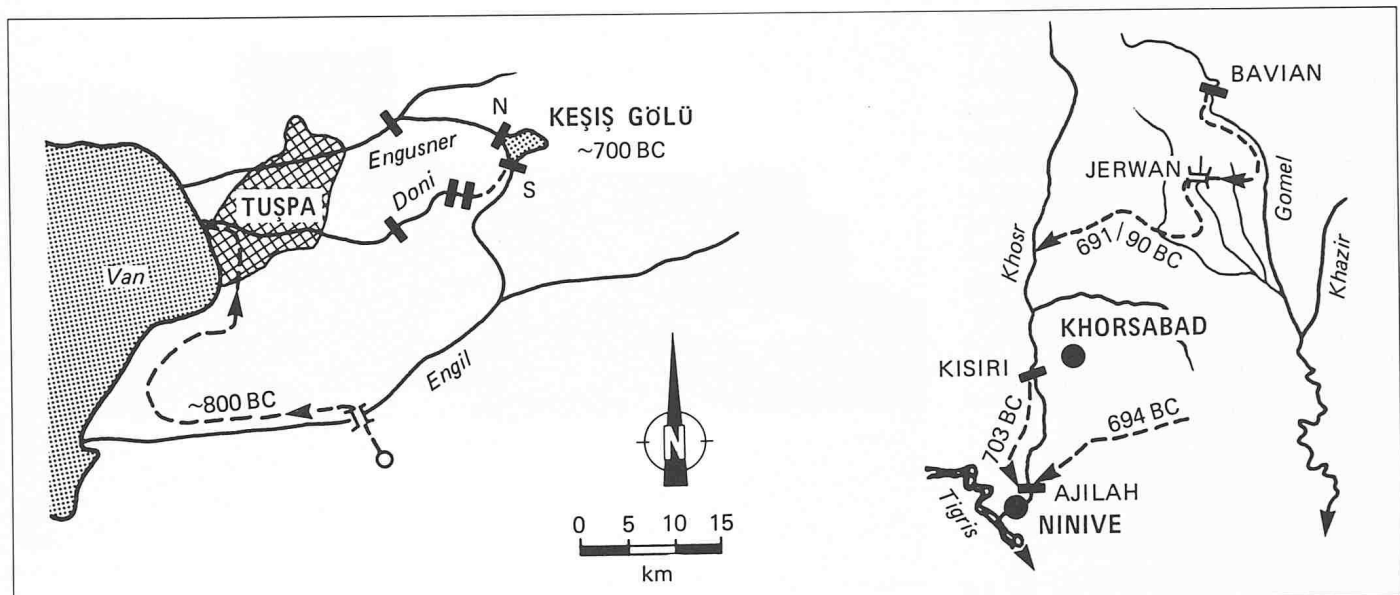 N
KEŞIŞ GÖLÜ
~700 BC
S
Engusner
Doni
TUŞPA
Van
Engil
~800 BC
N
0 5 10 15
km
BAVIAN
JERWAN
Gomel
Khosr
691/90 BC
Khazir
KHORSABAD
KISIRI
703 BC
694 BC
AJILAH
NINIVE
Tigris